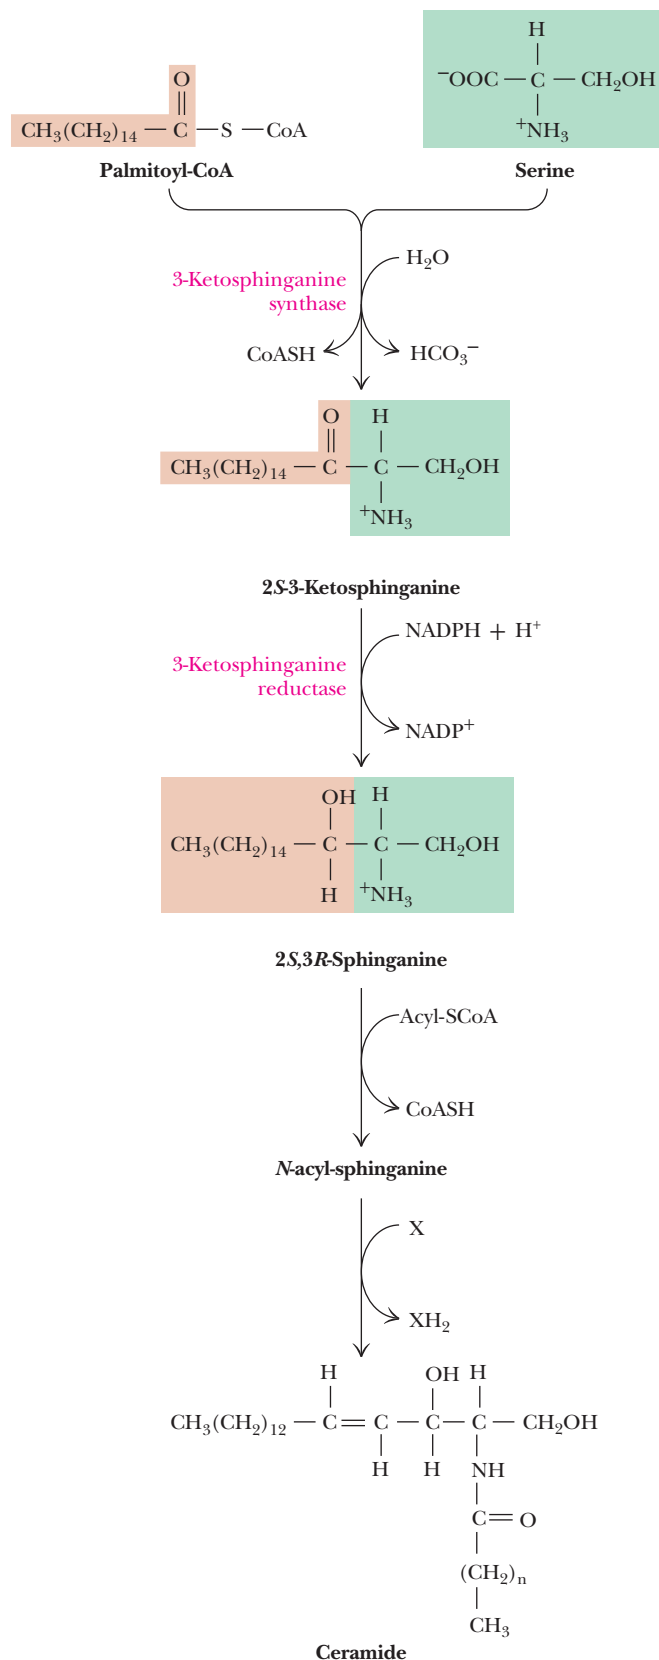 H
⁻OOC — C — CH₂OH
⁺NH₃
Serine
O
CH₃(CH₂)₁₄ — C — S — CoA
Palmitoyl-CoA
3-Ketosphinganine
synthase
H₂O
CoASH
HCO₃⁻
O H
CH₃(CH₂)₁₄ — C — C — CH₂OH
⁺NH₃
2S-3-Ketosphinganine
3-Ketosphinganine
reductase
NADPH + H⁺
NADP⁺
OH H
CH₃(CH₂)₁₄ — C — C — CH₂OH
H ⁺NH₃
2S,3R-Sphinganine
Acyl-SCoA
CoASH
N-acyl-sphinganine
X
XH₂
H OH H
CH₃(CH₂)₁₂ — C = C — C — C — CH₂OH
H H NH
C = O
(CH₂)ₙ
CH₃
Ceramide